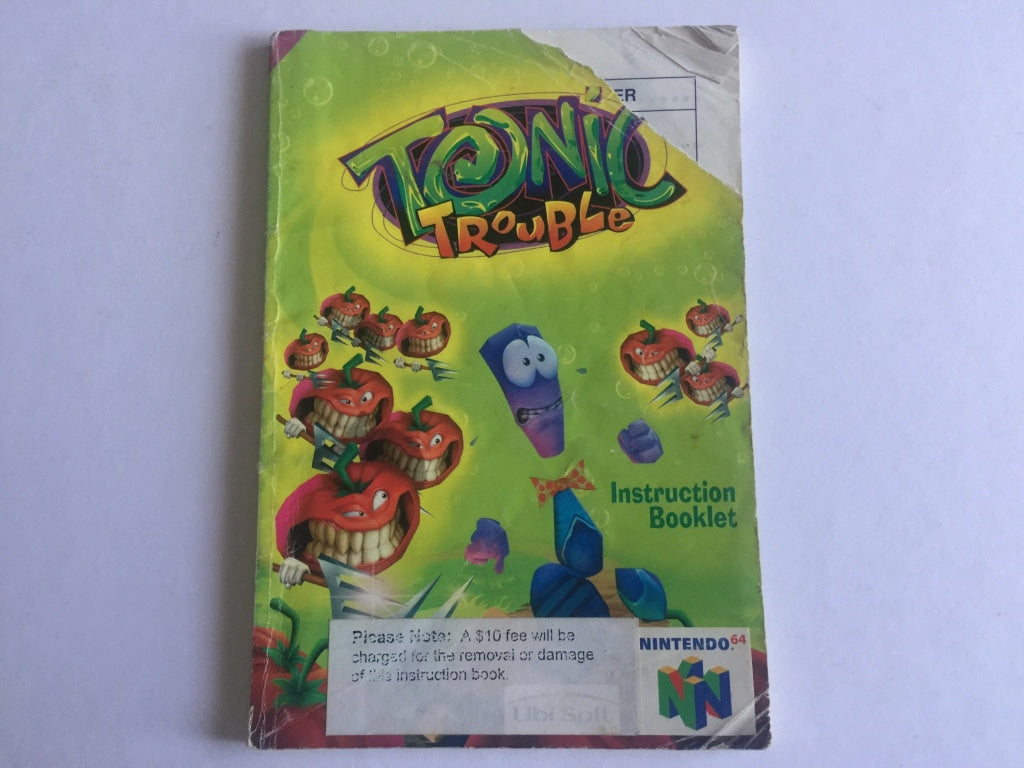 ER
TONIC
TROUBLE
Instruction
Booklet
Please Note: A $10 fee will be
charged for the removal or damage
of this instruction book.
Ubi Soft
NINTENDO 64